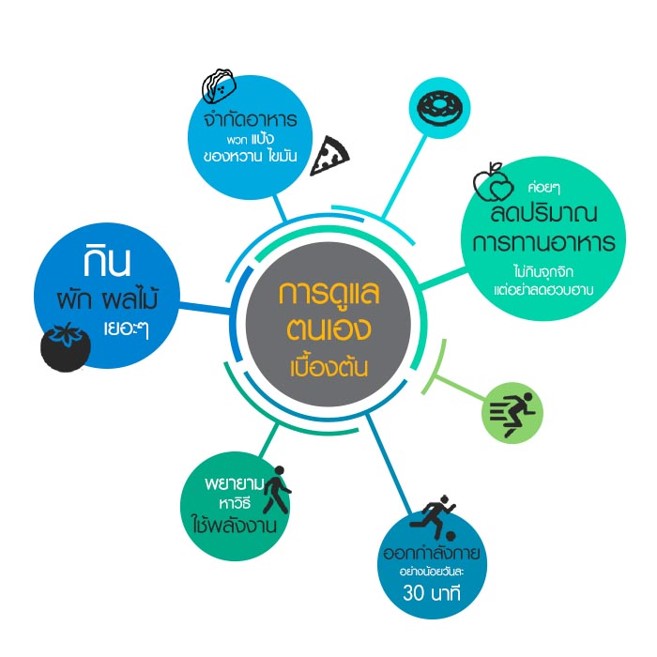 จำกัดอาหาร
พวก แป้ง
ของหวาน ไขมัน
ค่อยๆ
ลดปริมาณ
การทานอาหาร
ไม่กินจุกจิก
แต่อย่าลดฮวบฮาบ
กิน
ผัก ผลไม้
เยอะๆ
การดูแล
ตนเอง
เบื้องต้น
พยายาม
หาวิธี
ใช้พลังงาน
ออกกำลังกาย
อย่างน้อยวันละ
30 นาที